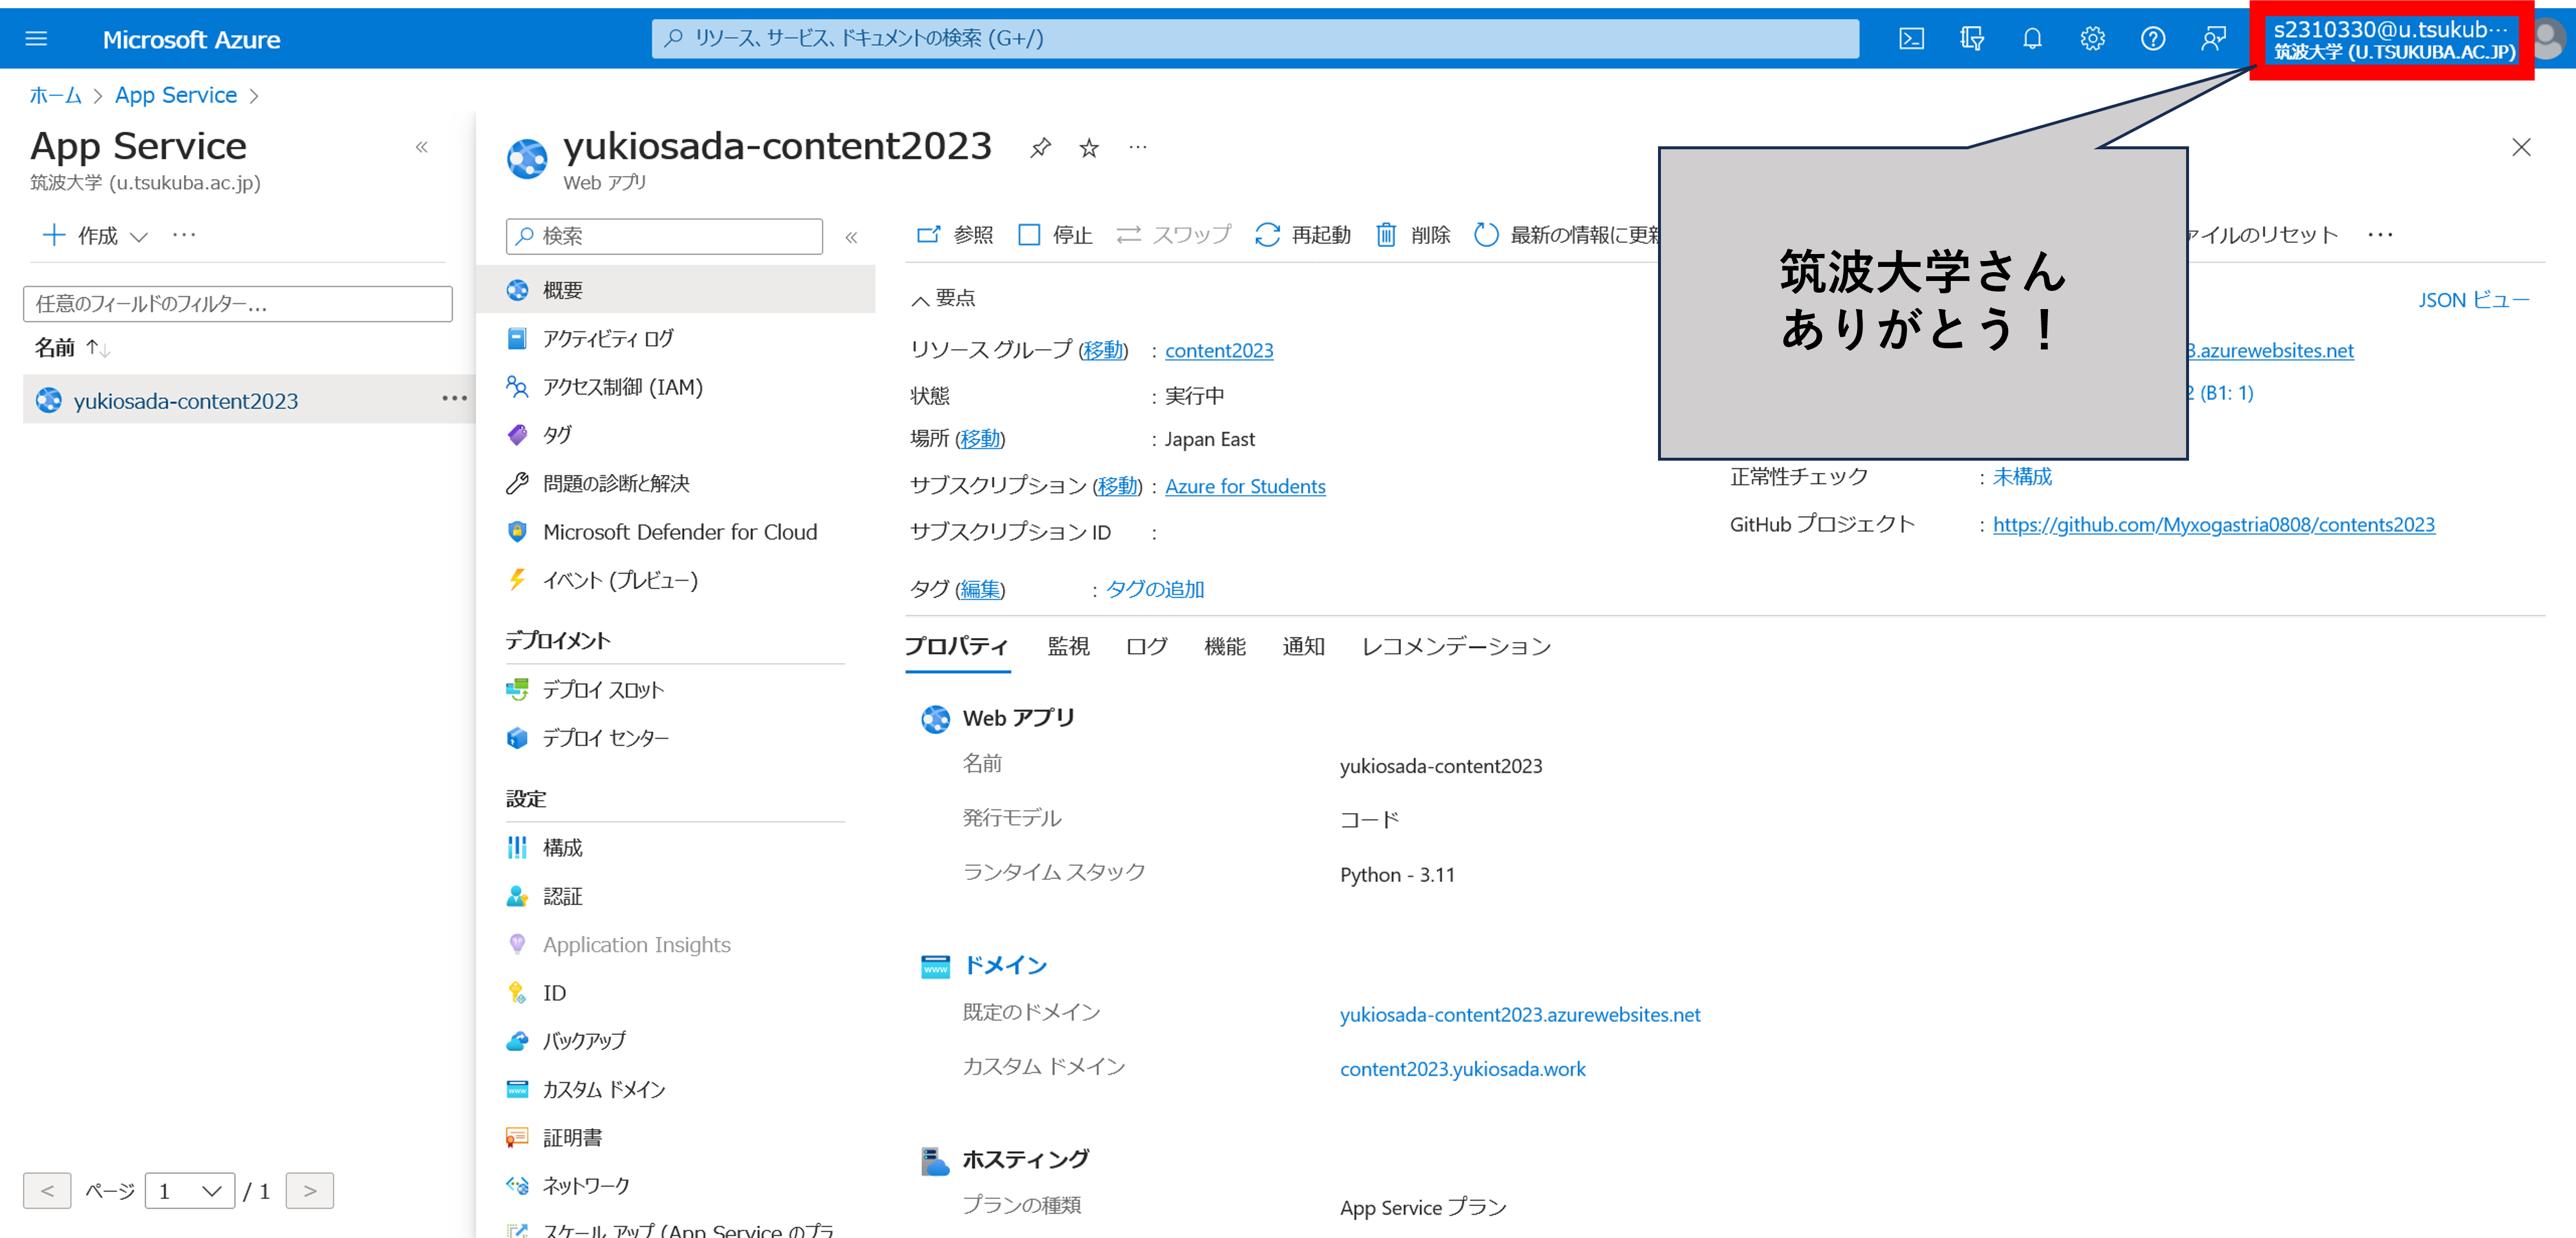 Microsoft Azure
リソース、サービス、ドキュメントの検索 (G+/)
s2310330@u.tsukub···
筑波大学 (U.TSUKUBA.AC.JP)
ホーム > App Service >
App Service
筑波大学 (u.tsukuba.ac.jp)
作成
任意のフィールドのフィルター...
名前
yukiosada-content2023
ページ 1 / 1
yukiosada-content2023
Web アプリ
検索
概要
アクティビティ ログ
アクセス制御 (IAM)
タグ
問題の診断と解決
Microsoft Defender for Cloud
イベント (プレビュー)
デプロイメント
デプロイ スロット
デプロイ センター
設定
構成
認証
Application Insights
ID
バックアップ
カスタム ドメイン
証明書
ネットワーク
スケール アップ (App Service のプラ
参照 停止 スワップ 再起動 削除 最新の情報に更新
ァイルのリセット
筑波大学さん
ありがとう！
要点
JSON ビュー
リソース グループ (移動) : content2023
状態 : 実行中
場所 (移動) : Japan East
サブスクリプション (移動) : Azure for Students
サブスクリプション ID :
タグ (編集) : タグの追加
3.azurewebsites.net
2 (B1: 1)
正常性チェック : 未構成
GitHub プロジェクト : https://github.com/Myxogastria0808/contents2023
プロパティ 監視 ログ 機能 通知 レコメンデーション
Web アプリ
名前 yukiosada-content2023
発行モデル コード
ランタイム スタック Python - 3.11
ドメイン
既定のドメイン yukiosada-content2023.azurewebsites.net
カスタム ドメイン content2023.yukiosada.work
ホスティング
プランの種類 App Service プラン